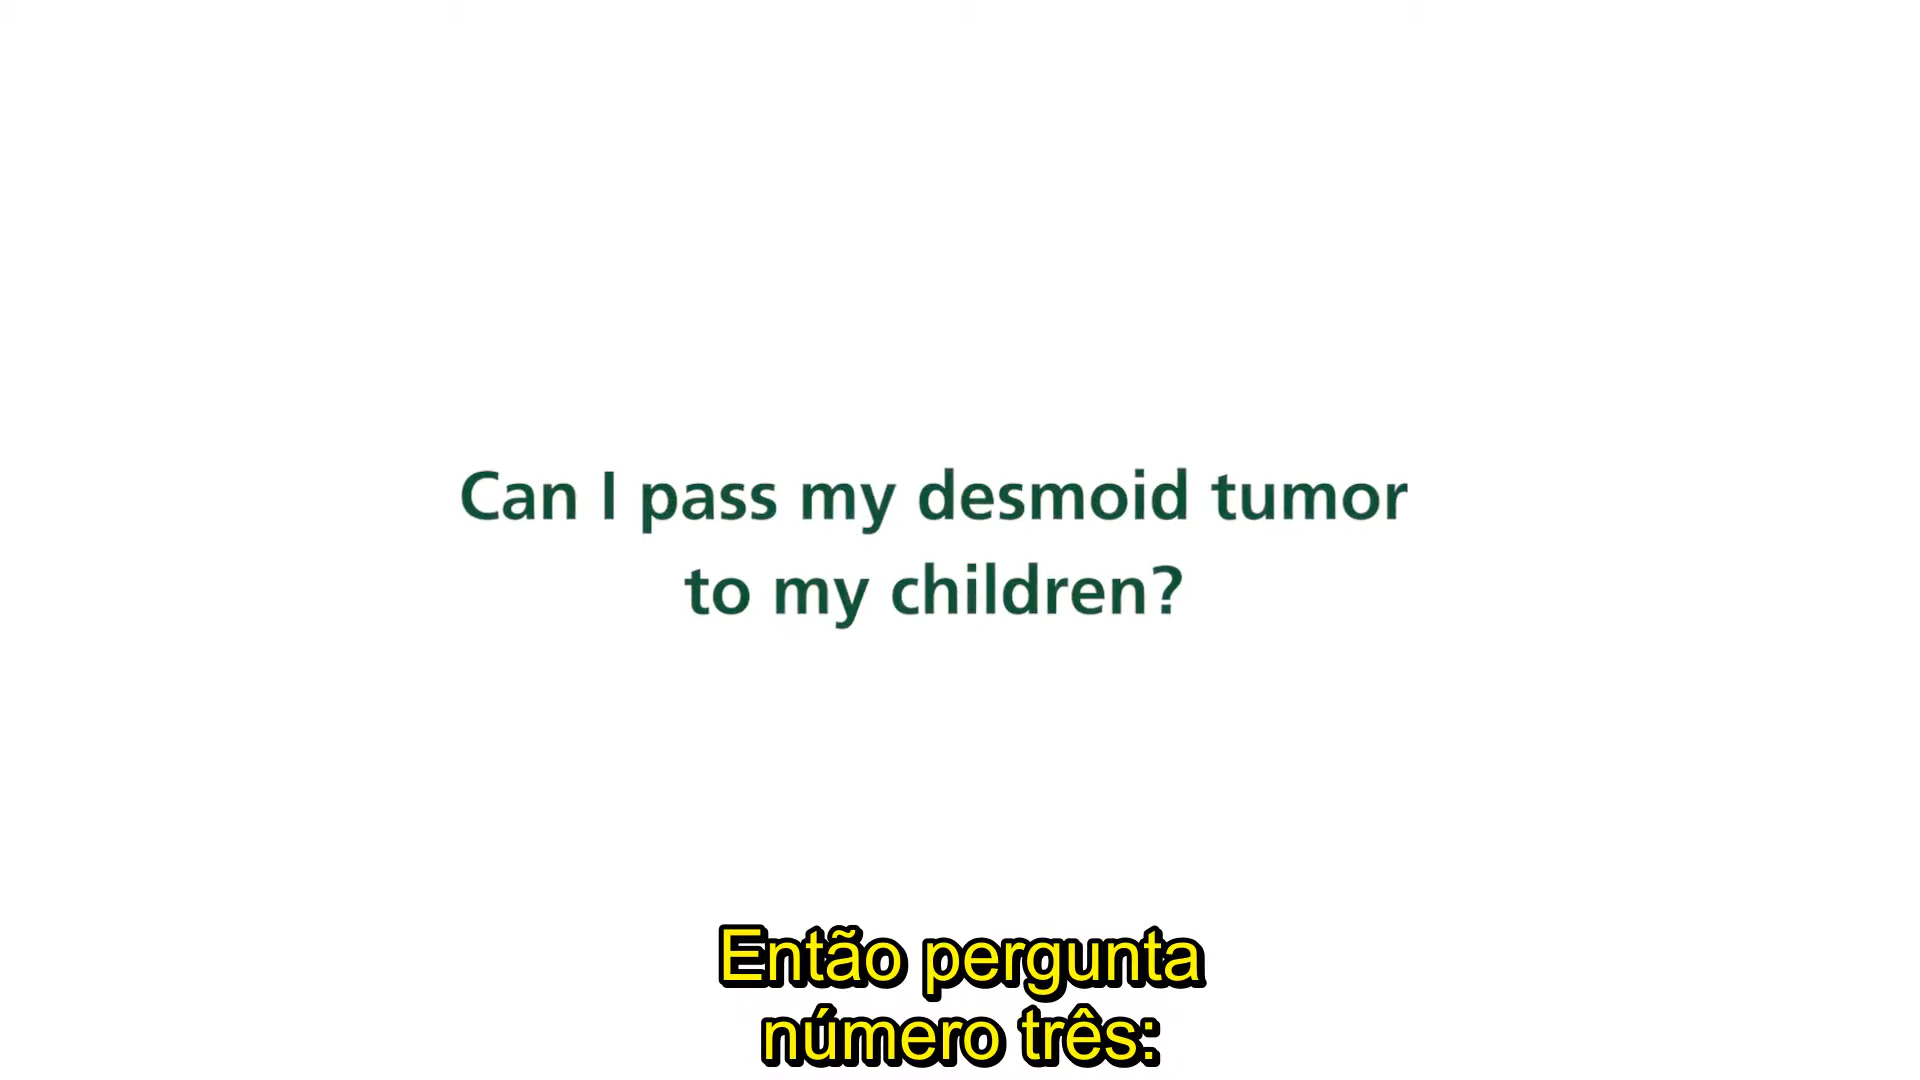 Can I pass my desmoid tumor
to my children?
Então pergunta
número três: